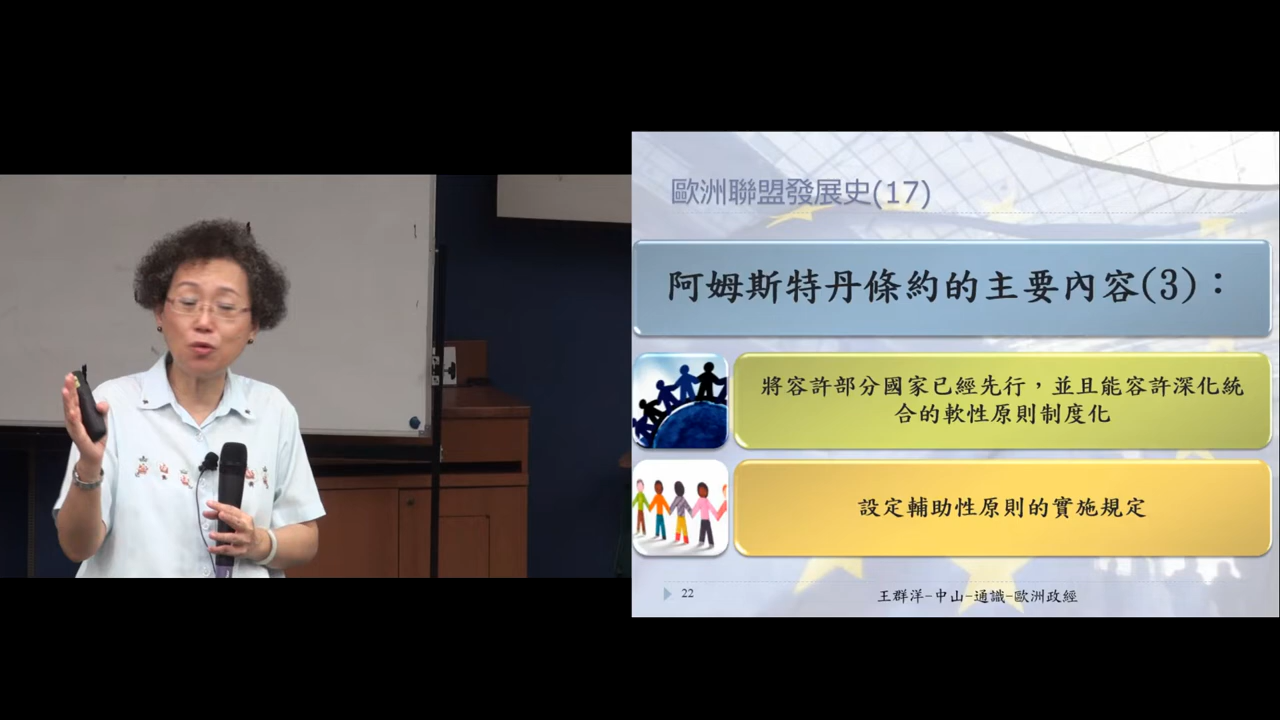 歐洲聯盟發展史(17)
阿姆斯特丹條約的主要內容(3)：
將容許部分國家已經先行，並且能容許深化統
合的軟性原則制度化
設定輔助性原則的實施規定
22
王群洋-中山-通識-歐洲政經